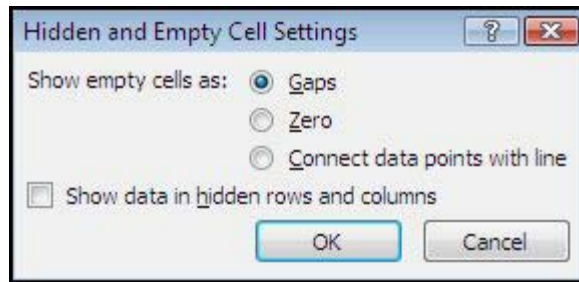 Hidden and Empty Cell Settings ?
Show empty cells as: Gaps
Zero
Connect data points with line
Show data in hidden rows and columns
OK Cancel